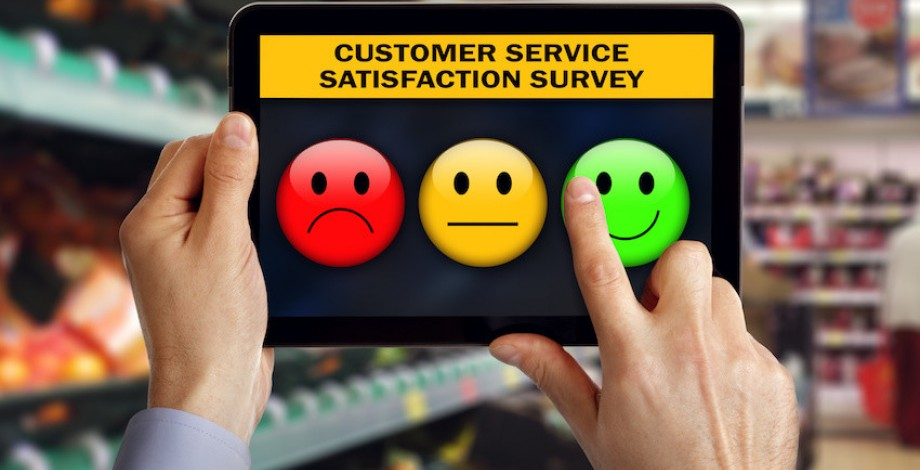 CUSTOMER SERVICE
SATISFACTION SURVEY